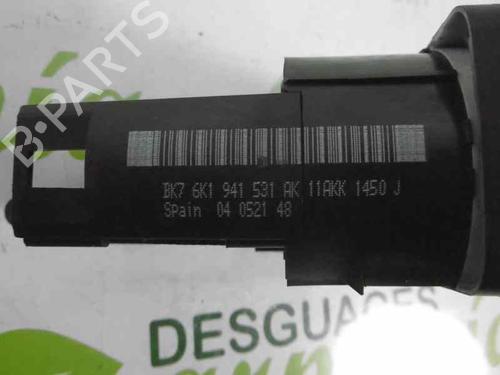 B-PARTS
BK7 6K1 941 531 AK 11AKK 1450 J
Spain 04 0521 48
DESGUACES